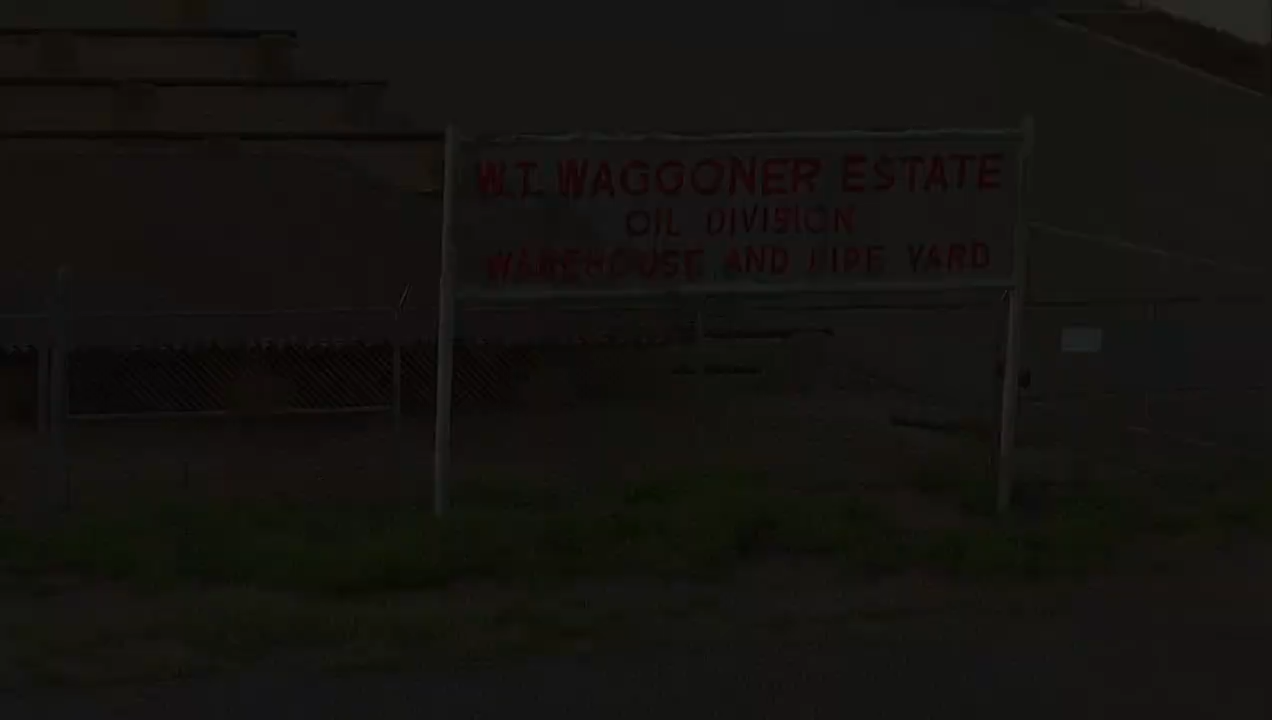 W.T. WAGGONER ESTATE
OIL DIVISION
WAREHOUSE AND PIPE YARD